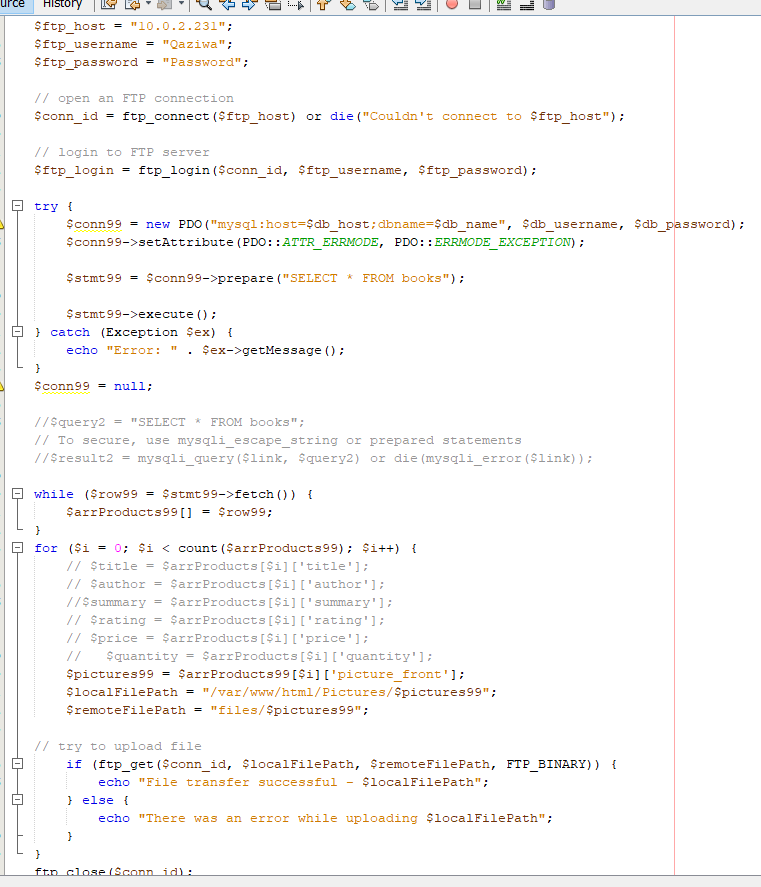 urce History
$ftp_host = "10.0.2.231";
$ftp_username = "Qaziwa";
$ftp_password = "Password";
// open an FTP connection
$conn_id = ftp_connect($ftp_host) or die("Couldn't connect to $ftp_host");
// login to FTP server
$ftp_login = ftp_login($conn_id, $ftp_username, $ftp_password);
try {
$conn99 = new PDO("mysql:host=$db_host;dbname=$db_name", $db_username, $db_password);
$conn99->setAttribute(PDO::ATTR_ERRMODE, PDO::ERRMODE_EXCEPTION);
$stmt99 = $conn99->prepare("SELECT * FROM books");
$stmt99->execute();
} catch (Exception $ex) {
echo "Error: " . $ex->getMessage();
}
$conn99 = null;
//$query2 = "SELECT * FROM books";
// To secure, use mysqli_escape_string or prepared statements
//$result2 = mysqli_query($link, $query2) or die(mysqli_error($link));
while ($row99 = $stmt99->fetch()) {
$arrProducts99[] = $row99;
}
for ($i = 0; $i < count($arrProducts99); $i++) {
// $title = $arrProducts[$i]['title'];
// $author = $arrProducts[$i]['author'];
//$summary = $arrProducts[$i]['summary'];
// $rating = $arrProducts[$i]['rating'];
// $price = $arrProducts[$i]['price'];
//   $quantity = $arrProducts[$i]['quantity'];
$pictures99 = $arrProducts99[$i]['picture_front'];
$localFilePath = "/var/www/html/Pictures/$pictures99";
$remoteFilePath = "files/$pictures99";
// try to upload file
if (ftp_get($conn_id, $localFilePath, $remoteFilePath, FTP_BINARY)) {
echo "File transfer successful - $localFilePath";
} else {
echo "There was an error while uploading $localFilePath";
}
}
ftp_close($conn_id);